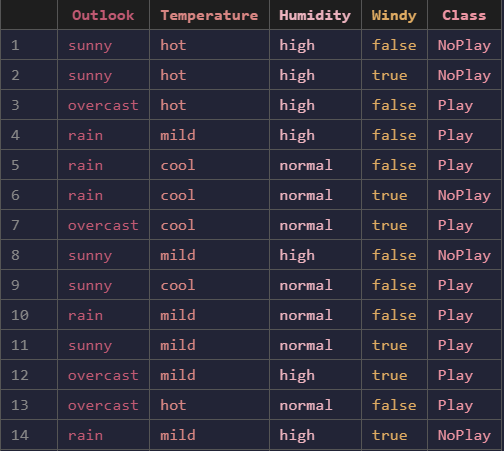 Outlook Temperature Humidity Windy Class
1 sunny hot high false NoPlay
2 sunny hot high true NoPlay
3 overcast hot high false Play
4 rain mild high false Play
5 rain cool normal false Play
6 rain cool normal true NoPlay
7 overcast cool normal true Play
8 sunny mild high false NoPlay
9 sunny cool normal false Play
10 rain mild normal false Play
11 sunny mild normal true Play
12 overcast mild high true Play
13 overcast hot normal false Play
14 rain mild high true NoPlay